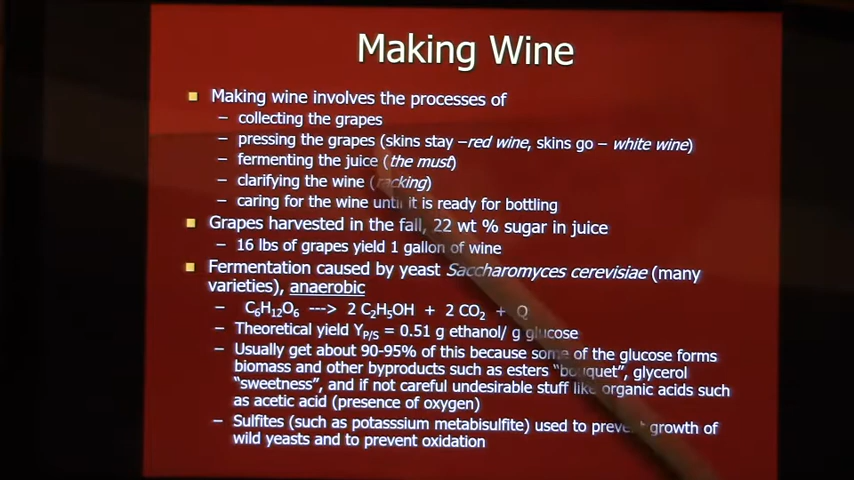 Making Wine
Making wine involves the processes of
– collecting the grapes
– pressing the grapes (skins stay –red wine, skins go – white wine)
– fermenting the juice (the must)
– clarifying the wine (racking)
– caring for the wine until it is ready for bottling
Grapes harvested in the fall, 22 wt % sugar in juice
– 16 lbs of grapes yield 1 gallon of wine
Fermentation caused by yeast Saccharomyces cerevisiae (many
varieties), anaerobic
– C₆H₁₂O₆ ---> 2 C₂H₅OH + 2 CO₂ + Q
– Theoretical yield Y_P/S = 0.51 g ethanol/ g glucose
– Usually get about 90-95% of this because some of the glucose forms
biomass and other byproducts such as esters "bouquet", glycerol
"sweetness", and if not careful undesirable stuff like organic acids such
as acetic acid (presence of oxygen)
– Sulfites (such as potasssium metabisulfite) used to prevent growth of
wild yeasts and to prevent oxidation